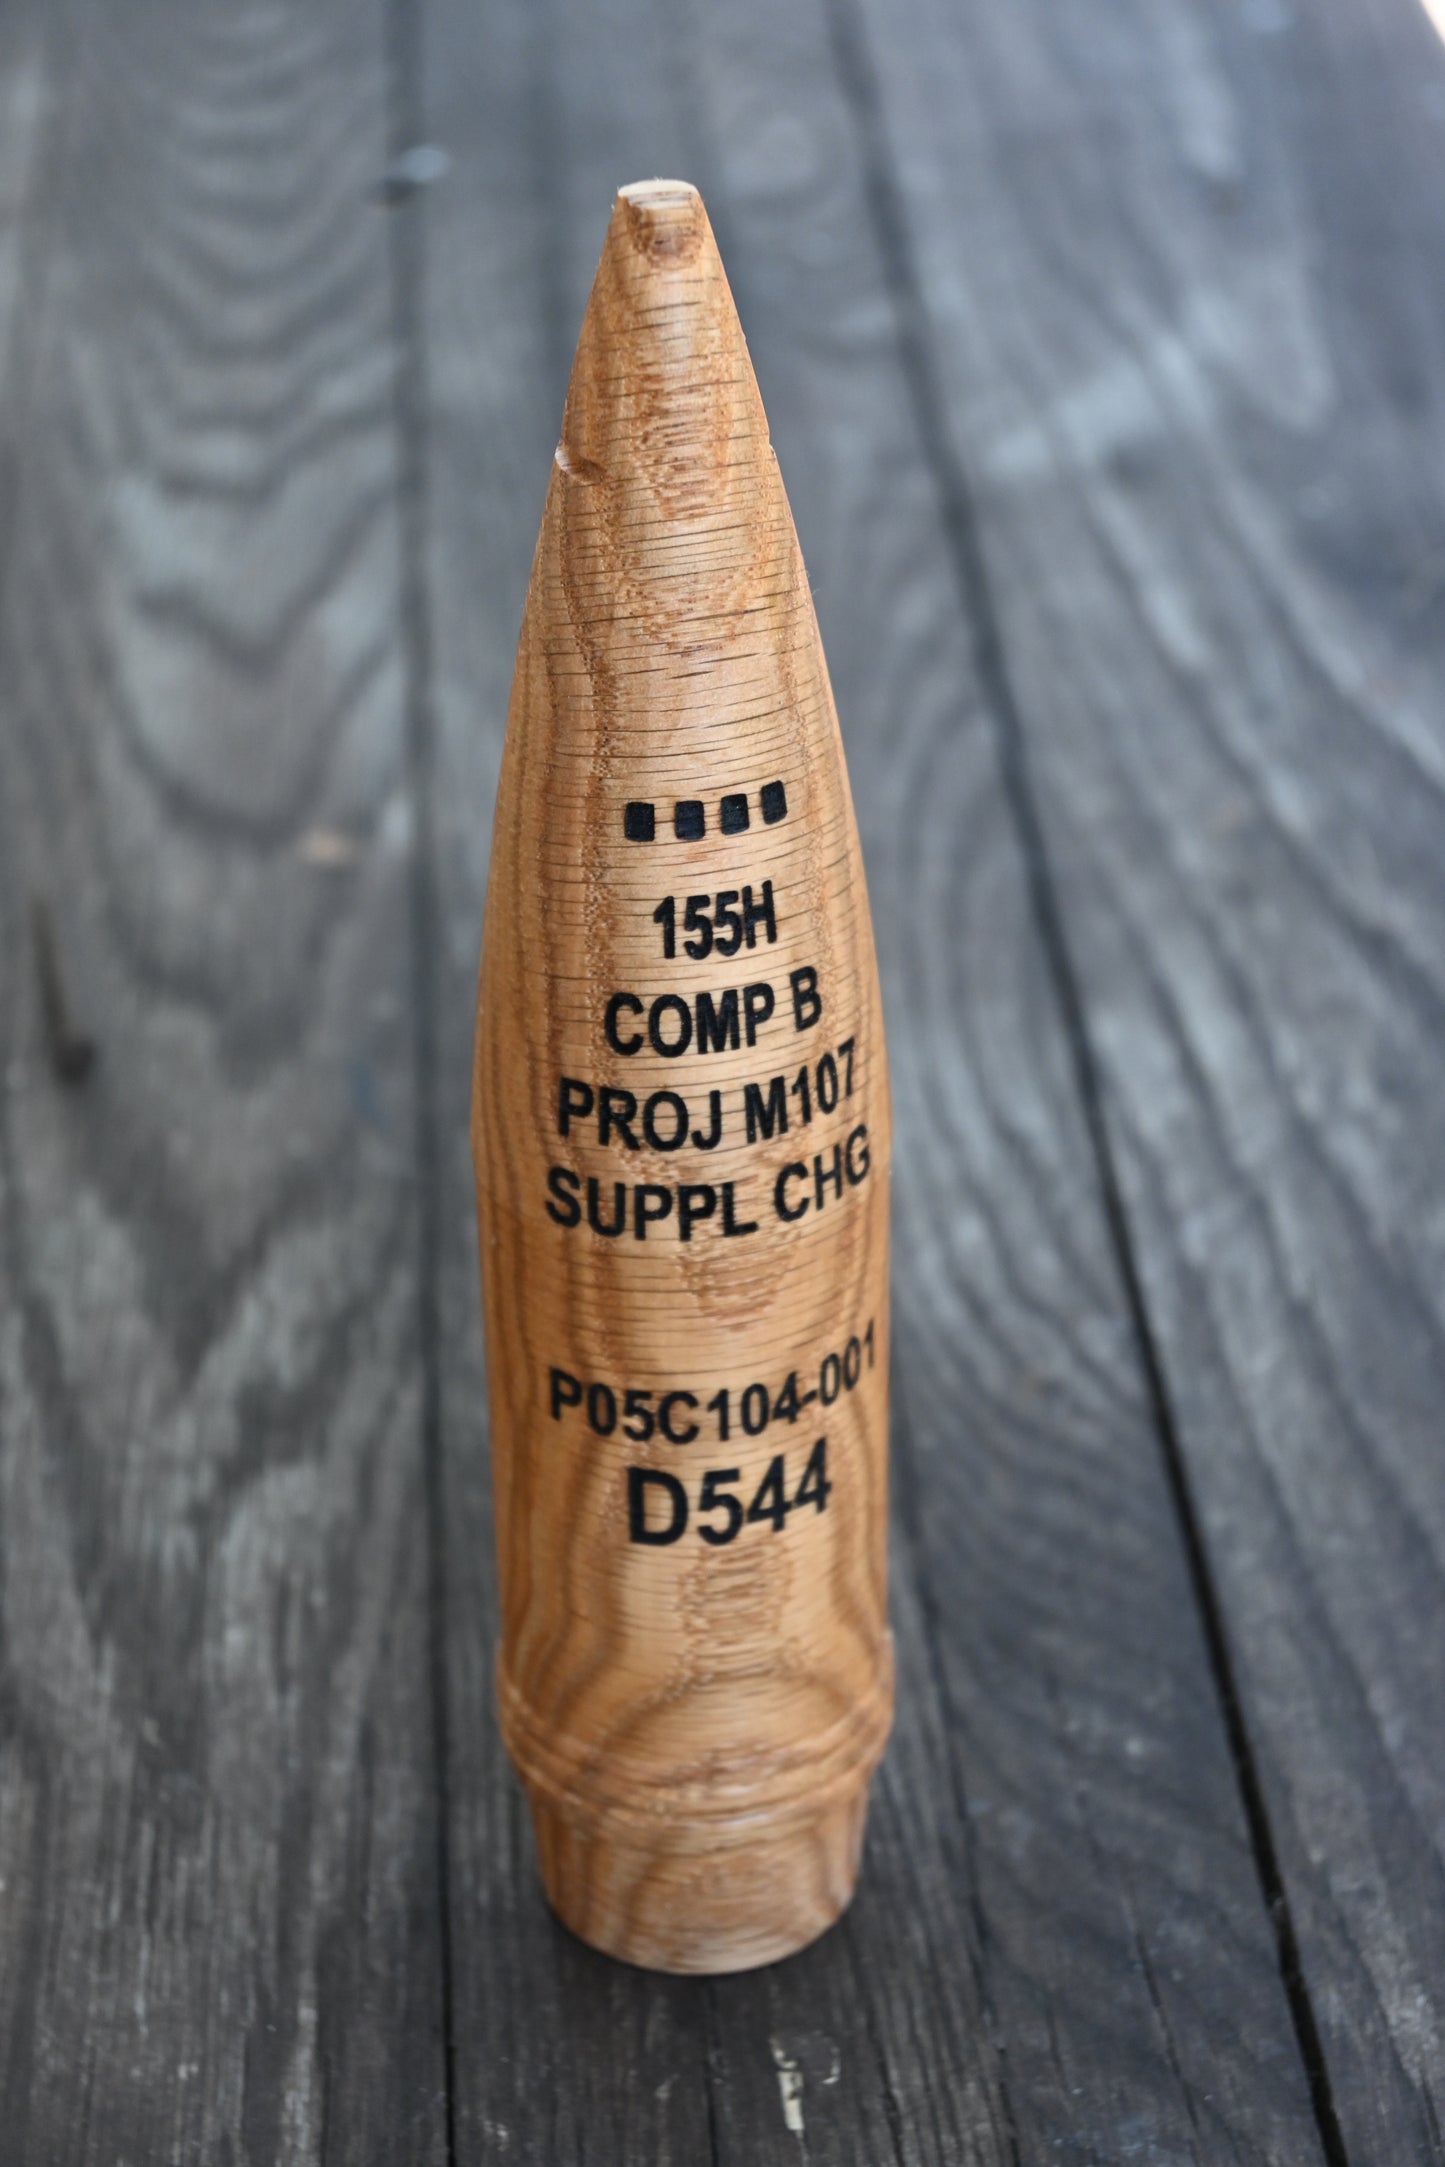 155H
COMP B
PROJ M107
SUPPL CHG
P05C104-001
D544